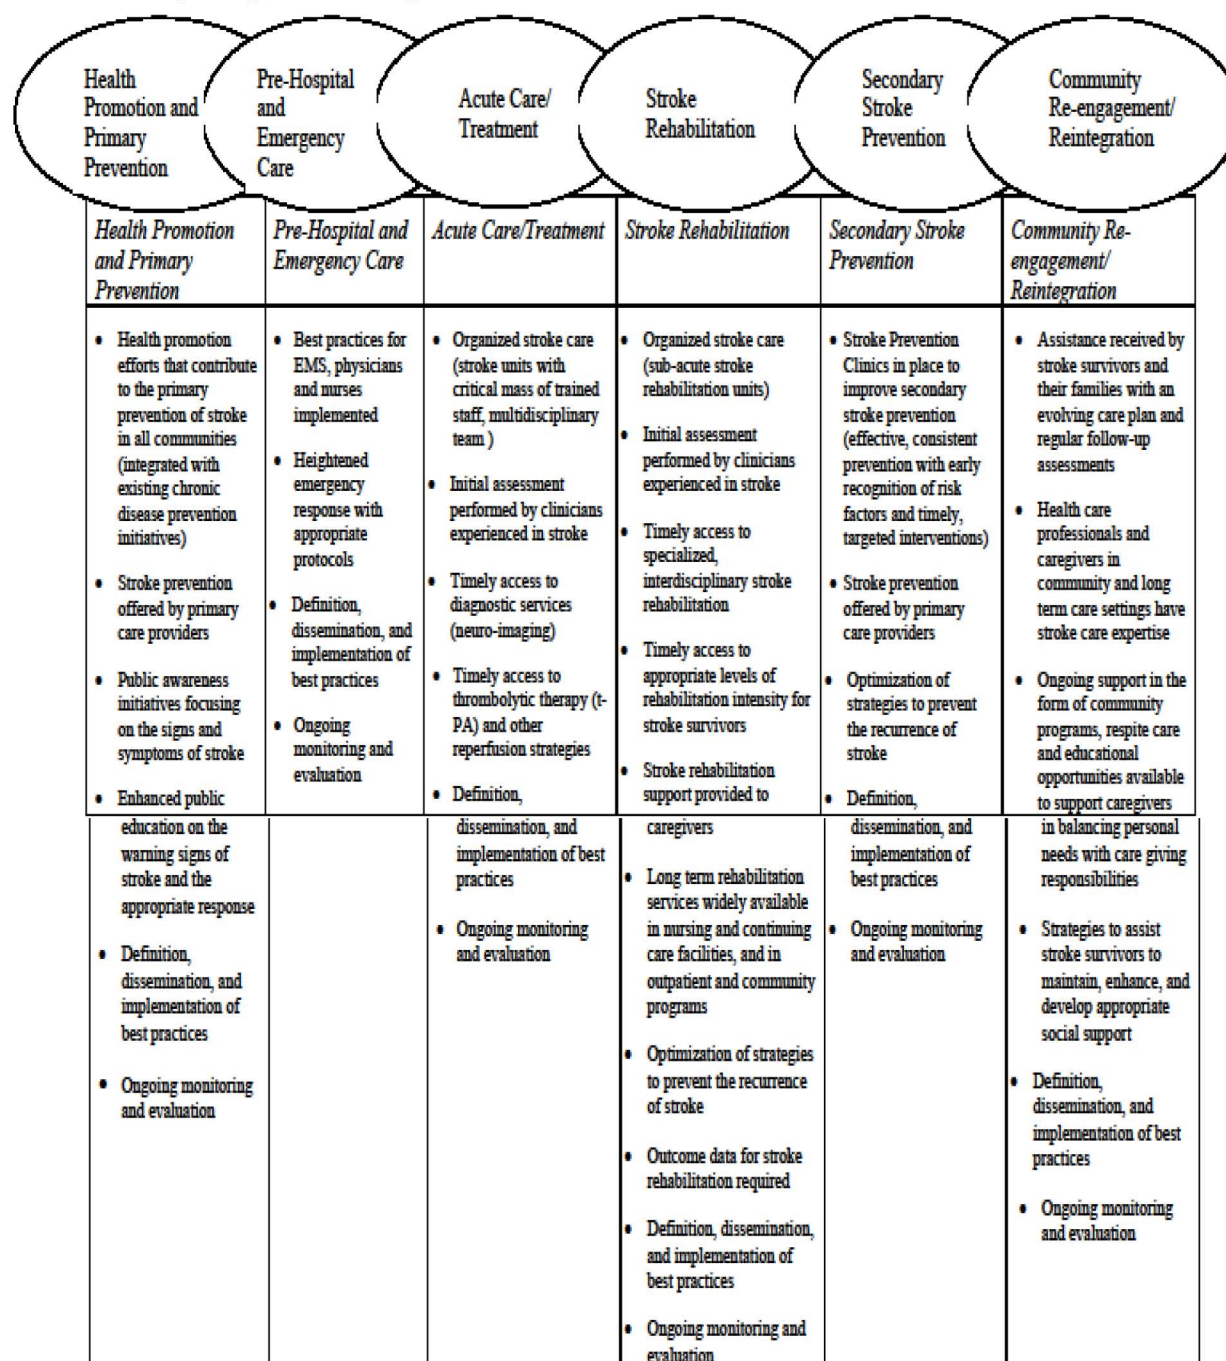 Health
Promotion and
Primary
Prevention
Pre-Hospital
and
Emergency
Care
Acute Care/
Treatment
Stroke
Rehabilitation
Secondary
Stroke
Prevention
Community
Re-engagement/
Reintegration
Health Promotion
and Primary
Prevention
• Health promotion
efforts that contribute
to the primary
prevention of stroke
in all communities
(integrated with
existing chronic
disease prevention
initiatives)
• Stroke prevention
offered by primary
care providers
• Public awareness
initiatives focusing
on the signs and
symptoms of stroke
• Enhanced public
education on the
warning signs of
stroke and the
appropriate response
• Definition,
dissemination, and
implementation of
best practices
• Ongoing monitoring
and evaluation
Pre-Hospital and
Emergency Care
• Best practices for
EMS, physicians
and nurses
implemented
• Heightened
emergency
response with
appropriate
protocols
• Definition,
dissemination, and
implementation of
best practices
• Ongoing
monitoring and
evaluation
Acute Care/Treatment
• Organized stroke care
(stroke units with
critical mass of trained
staff, multidisciplinary
team )
• Initial assessment
performed by clinicians
experienced in stroke
• Timely access to
diagnostic services
(neuro-imaging)
• Timely access to
thrombolytic therapy (t-
PA) and other
reperfusion strategies
• Definition,
dissemination, and
implementation of best
practices
• Ongoing monitoring
and evaluation
Stroke Rehabilitation
• Organized stroke care
(sub-acute stroke
rehabilitation units)
• Initial assessment
performed by clinicians
experienced in stroke
• Timely access to
specialized,
interdisciplinary stroke
rehabilitation
• Timely access to
appropriate levels of
rehabilitation intensity for
stroke survivors
• Stroke rehabilitation
support provided to
caregivers
• Long term rehabilitation
services widely available
in nursing and continuing
care facilities, and in
outpatient and community
programs
• Optimization of strategies
to prevent the recurrence
of stroke
• Outcome data for stroke
rehabilitation required
• Definition, dissemination,
and implementation of
best practices
• Ongoing monitoring and
evaluation
Secondary Stroke
Prevention
• Stroke Prevention
Clinics in place to
improve secondary
stroke prevention
(effective, consistent
prevention with early
recognition of risk
factors and timely,
targeted interventions)
• Stroke prevention
offered by primary
care providers
• Optimization of
strategies to prevent
the recurrence of
stroke
• Definition,
dissemination, and
implementation of
best practices
• Ongoing monitoring
and evaluation
Community Re-
engagement/
Reintegration
• Assistance received by
stroke survivors and
their families with an
evolving care plan and
regular follow-up
assessments
• Health care
professionals and
caregivers in
community and long
term care settings have
stroke care expertise
• Ongoing support in the
form of community
programs, respite care
and educational
opportunities available
to support caregivers
in balancing personal
needs with care giving
responsibilities
• Strategies to assist
stroke survivors to
maintain, enhance, and
develop appropriate
social support
• Definition,
dissemination, and
implementation of best
practices
• Ongoing monitoring
and evaluation